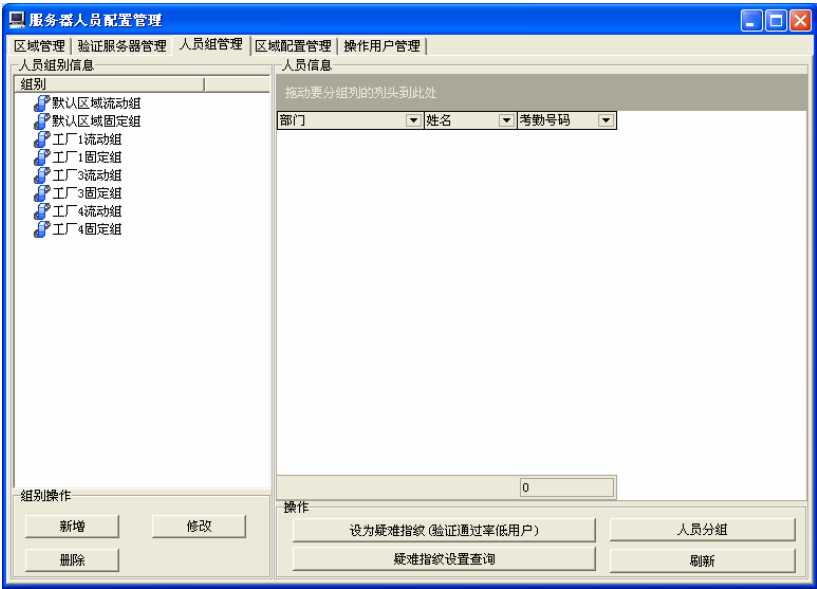 服务器人员配置管理
区域管理 验证服务器管理 人员组管理 区域配置管理 操作用户管理
人员组别信息
组别
默认区域流动组
默认区域固定组
工厂1流动组
工厂1固定组
工厂3流动组
工厂3固定组
工厂4流动组
工厂4固定组
组别操作
新增 修改
删除
人员信息
拖动要分组列的列头到此处
部门 姓名 考勤号码
0
操作
设为疑难指纹(验证通过率低用户) 人员分组
疑难指纹设置查询 刷新